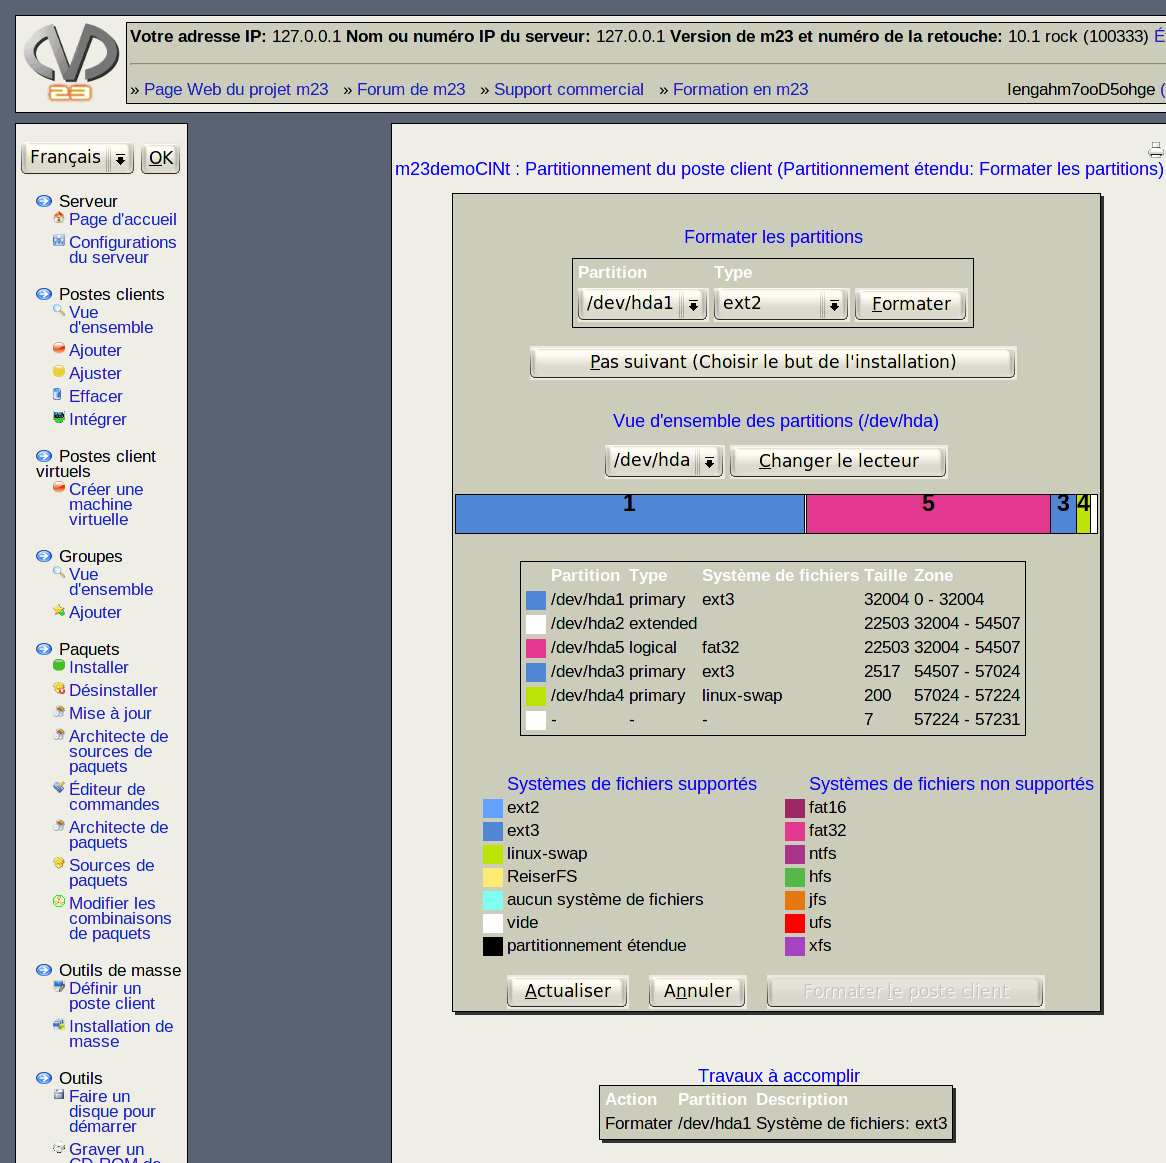 Votre adresse IP: 127.0.0.1 Nom ou numéro IP du serveur: 127.0.0.1 Version de m23 et numéro de la retouche: 10.1 rock (100333)
» Page Web du projet m23 » Forum de m23 » Support commercial » Formation en m23 Iengahm7ooD5ohge (
23
Français OK
Serveur
Page d'accueil
Configurations
du serveur
Postes clients
Vue
d'ensemble
Ajouter
Ajuster
Effacer
Intégrer
Postes client
virtuels
Créer une
machine
virtuelle
Groupes
Vue
d'ensemble
Ajouter
Paquets
Installer
Désinstaller
Mise à jour
Architecte de
sources de
paquets
Éditeur de
commandes
Architecte de
paquets
Sources de
paquets
Modifier les
combinaisons
de paquets
Outils de masse
Définir un
poste client
Installation de
masse
Outils
Faire un
disque pour
démarrer
Graver un
CD-ROM de
m23demoClNt : Partitionnement du poste client (Partitionnement étendu: Formater les partitions)
Formater les partitions
Partition Type
/dev/hda1 ext2 Formater
Pas suivant (Choisir le but de l'installation)
Vue d'ensemble des partitions (/dev/hda)
/dev/hda Changer le lecteur
1 5 3 4
Partition Type Système de fichiers Taille Zone
/dev/hda1 primary ext3 32004 0 - 32004
/dev/hda2 extended 22503 32004 - 54507
/dev/hda5 logical fat32 22503 32004 - 54507
/dev/hda3 primary ext3 2517 54507 - 57024
/dev/hda4 primary linux-swap 200 57024 - 57224
- - - 7 57224 - 57231
Systèmes de fichiers supportés
ext2
ext3
linux-swap
ReiserFS
aucun système de fichiers
vide
partitionnement étendue
Systèmes de fichiers non supportés
fat16
fat32
ntfs
hfs
jfs
ufs
xfs
Actualiser Annuler Formater le poste client
Travaux à accomplir
Action Partition Description
Formater /dev/hda1 Système de fichiers: ext3